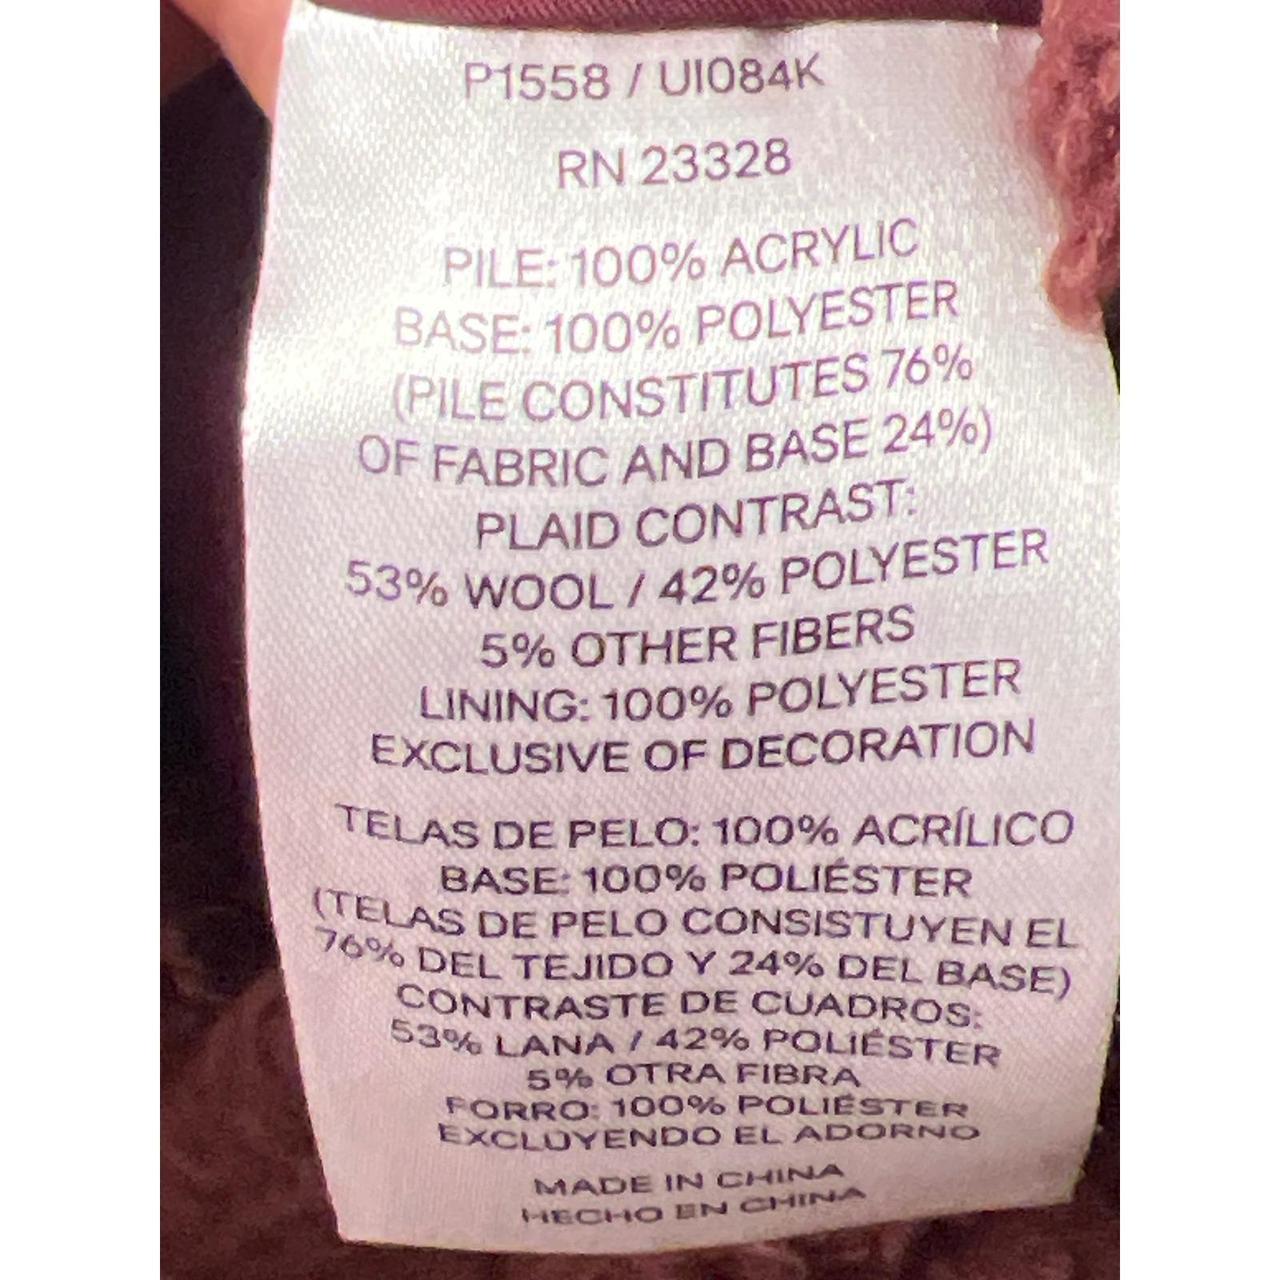 P1558 / UI084K
RN 23328
PILE: 100% ACRYLIC
BASE: 100% POLYESTER
(PILE CONSTITUTES 76%
OF FABRIC AND BASE 24%)
PLAID CONTRAST:
53% WOOL / 42% POLYESTER
5% OTHER FIBERS
LINING: 100% POLYESTER
EXCLUSIVE OF DECORATION
TELAS DE PELO: 100% ACRÍLICO
BASE: 100% POLIÉSTER
(TELAS DE PELO CONSISTUYEN EL
76% DEL TEJIDO Y 24% DEL BASE)
CONTRASTE DE CUADROS:
53% LANA / 42% POLIÉSTER
5% OTRA FIBRA
FORRO: 100% POLIÉSTER
EXCLUYENDO EL ADORNO
MADE IN CHINA
HECHO EN CHINA